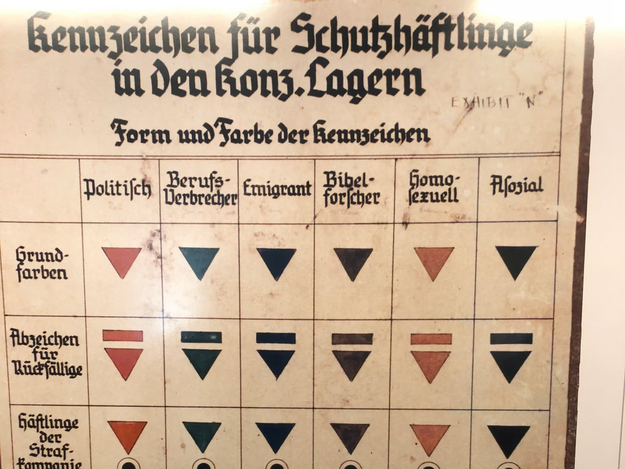 Kennzeichen für Schutzhäftlinge
in den Konz.Lagern
EXHIBIT "N"
Form und Farbe der Kennzeichen
Politisch
Berufs-
Verbrecher
Emigrant
Bibel-
forscher
Homo-
sexuell
Asozial
Grund-
farben
Abzeichen
für
Rückfällige
Häftlinge
der
Straf-
kompanie